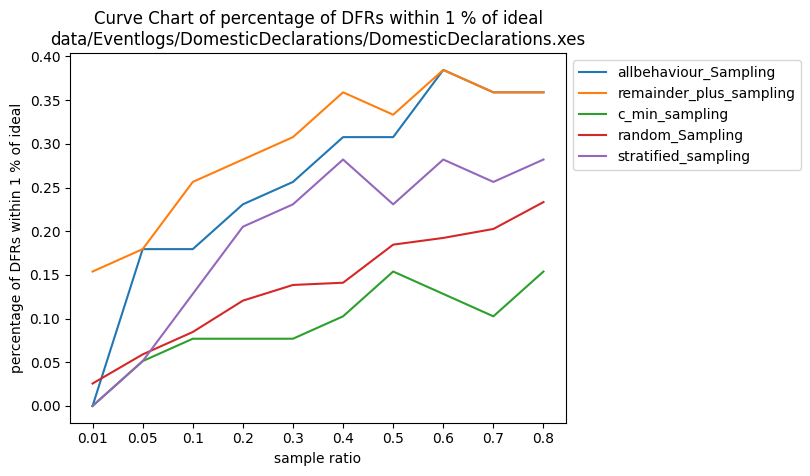 Curve Chart of percentage of DFRs within 1 % of ideal
data/Eventlogs/DomesticDeclarations/DomesticDeclarations.xes
percentage of DFRs within 1 % of ideal
0.40
0.35
0.30
0.25
0.20
0.15
0.10
0.05
0.00
0.01 0.05 0.1 0.2 0.3 0.4 0.5 0.6 0.7 0.8
sample ratio
allbehaviour_Sampling
remainder_plus_sampling
c_min_sampling
random_Sampling
stratified_sampling